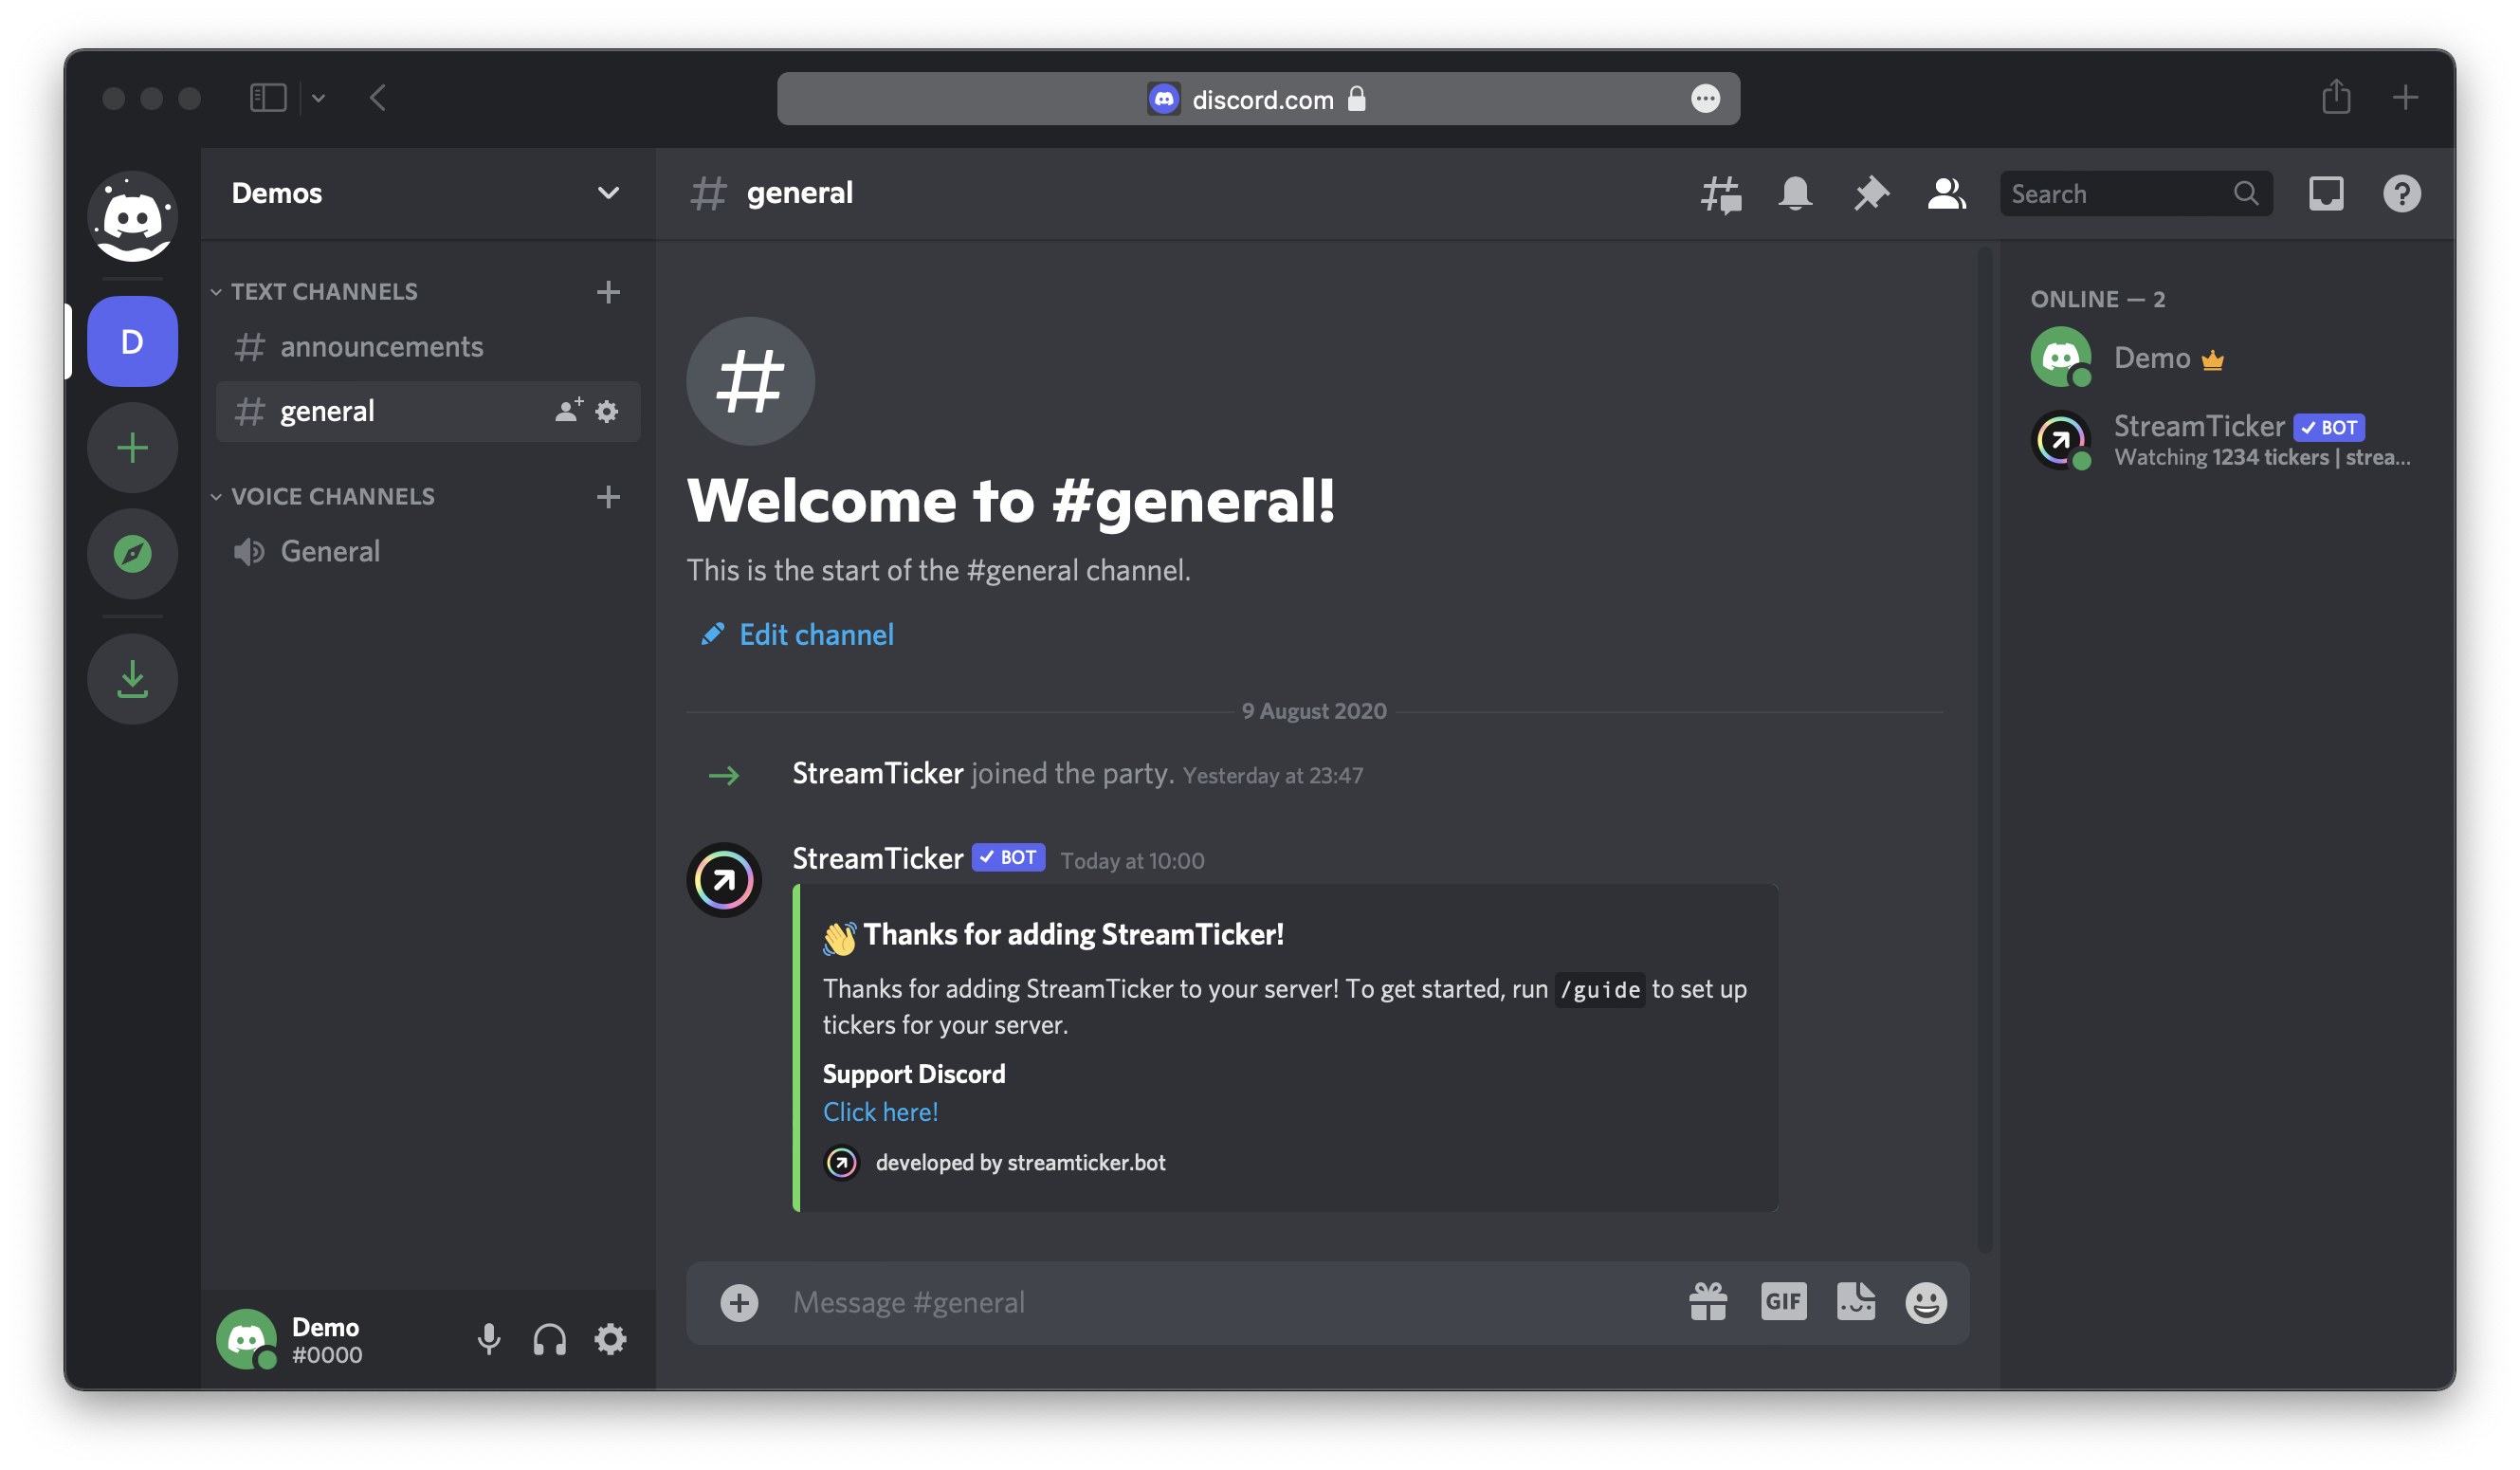 discord.com
Demos
TEXT CHANNELS
# announcements
# general
VOICE CHANNELS
General
Demo
#0000
D
# general
Search
#
Welcome to #general!
This is the start of the #general channel.
Edit channel
9 August 2020
StreamTicker joined the party. Yesterday at 23:47
StreamTicker ✓ BOT Today at 10:00
👋 Thanks for adding StreamTicker!
Thanks for adding StreamTicker to your server! To get started, run /guide to set up
tickers for your server.
Support Discord
Click here!
developed by streamticker.bot
Message #general
GIF
ONLINE — 2
Demo
StreamTicker ✓ BOT
Watching 1234 tickers | strea...